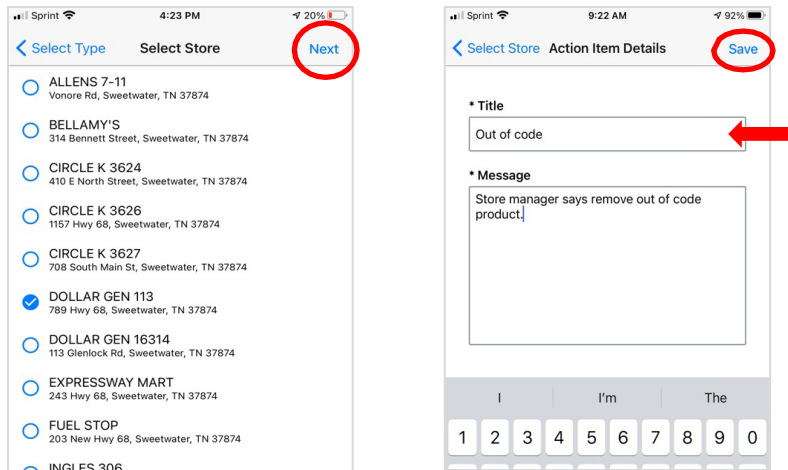 Sprint 4:23 PM 20%
Select Type Select Store Next
ALLENS 7-11
Vonore Rd, Sweetwater, TN 37874
BELLAMY'S
314 Bennett Street, Sweetwater, TN 37874
CIRCLE K 3624
410 E North Street, Sweetwater, TN 37874
CIRCLE K 3626
1157 Hwy 68, Sweetwater, TN 37874
CIRCLE K 3627
708 South Main St, Sweetwater, TN 37874
DOLLAR GEN 113
789 Hwy 68, Sweetwater, TN 37874
DOLLAR GEN 16314
113 Glenlock Rd, Sweetwater, TN 37874
EXPRESSWAY MART
243 Hwy 68, Sweetwater, TN 37874
FUEL STOP
203 New Hwy 68, Sweetwater, TN 37874
INGLES 306
Sprint 9:22 AM 92%
Select Store Action Item Details Save
* Title
Out of code
* Message
Store manager says remove out of code
product.
I I'm The
1 2 3 4 5 6 7 8 9 0